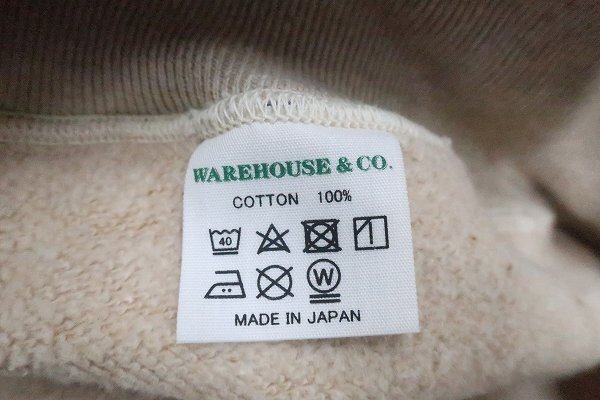 WAREHOUSE & CO.
COTTON 100%
40
W
MADE IN JAPAN